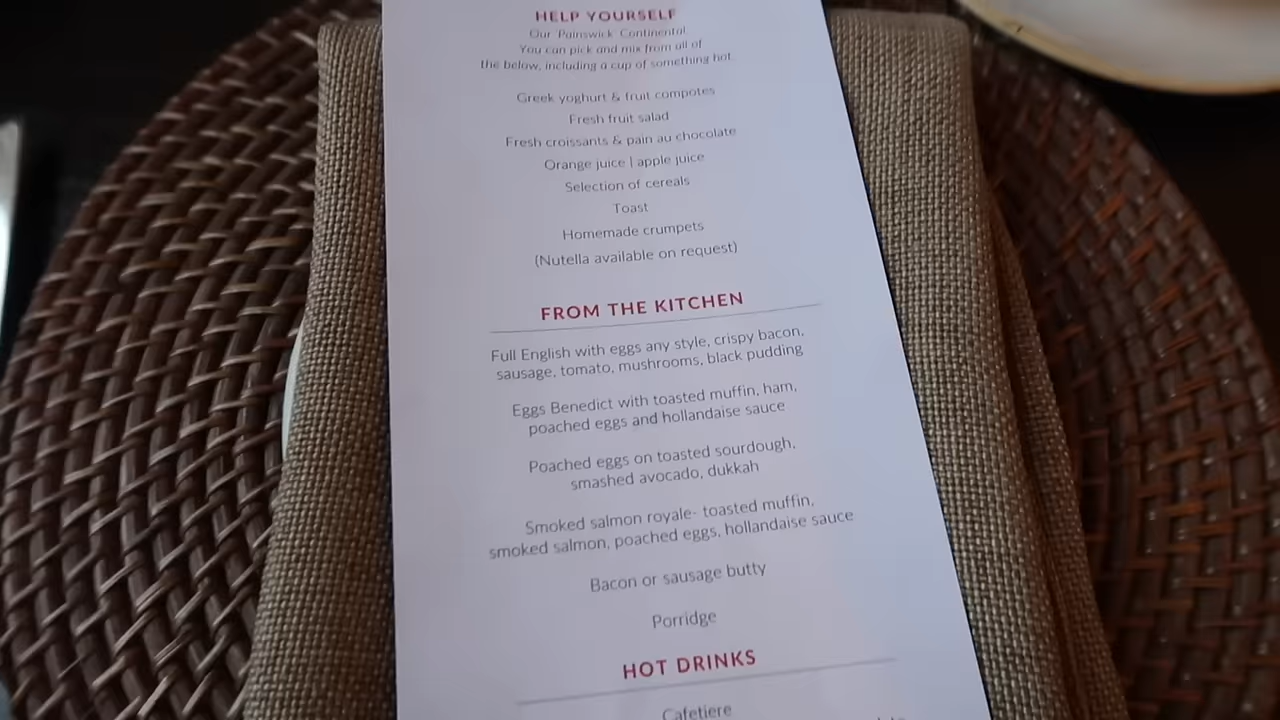 HELP YOURSELF
Our 'Painswick' Continental
You can pick and mix from all of
the below, including a cup of something hot
Greek yoghurt & fruit compotes
Fresh fruit salad
Fresh croissants & pain au chocolate
Orange juice | apple juice
Selection of cereals
Toast
Homemade crumpets
(Nutella available on request)
FROM THE KITCHEN
Full English with eggs any style, crispy bacon,
sausage, tomato, mushrooms, black pudding
Eggs Benedict with toasted muffin, ham,
poached eggs and hollandaise sauce
Poached eggs on toasted sourdough,
smashed avocado, dukkah
Smoked salmon royale- toasted muffin,
smoked salmon, poached eggs, hollandaise sauce
Bacon or sausage butty
Porridge
HOT DRINKS
Cafetiere